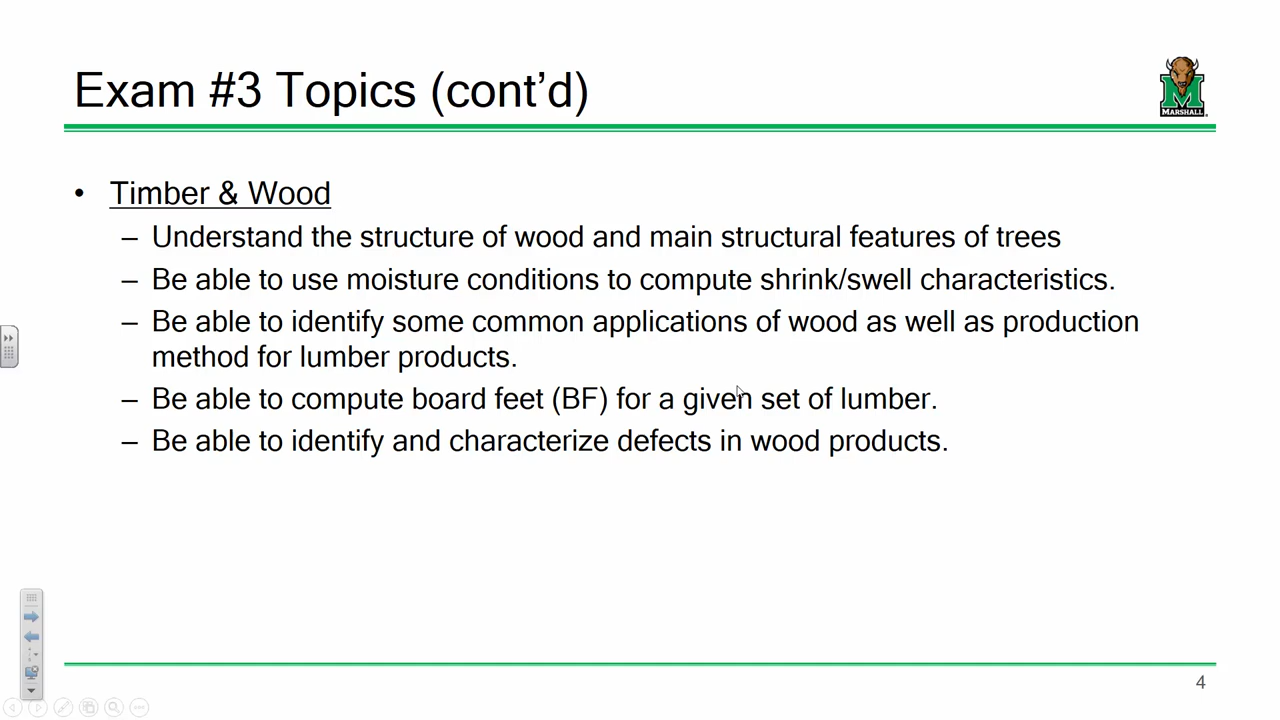 Exam #3 Topics (cont’d)
MARSHALL
• Timber & Wood
– Understand the structure of wood and main structural features of trees
– Be able to use moisture conditions to compute shrink/swell characteristics.
– Be able to identify some common applications of wood as well as production
method for lumber products.
– Be able to compute board feet (BF) for a given set of lumber.
– Be able to identify and characterize defects in wood products.
4